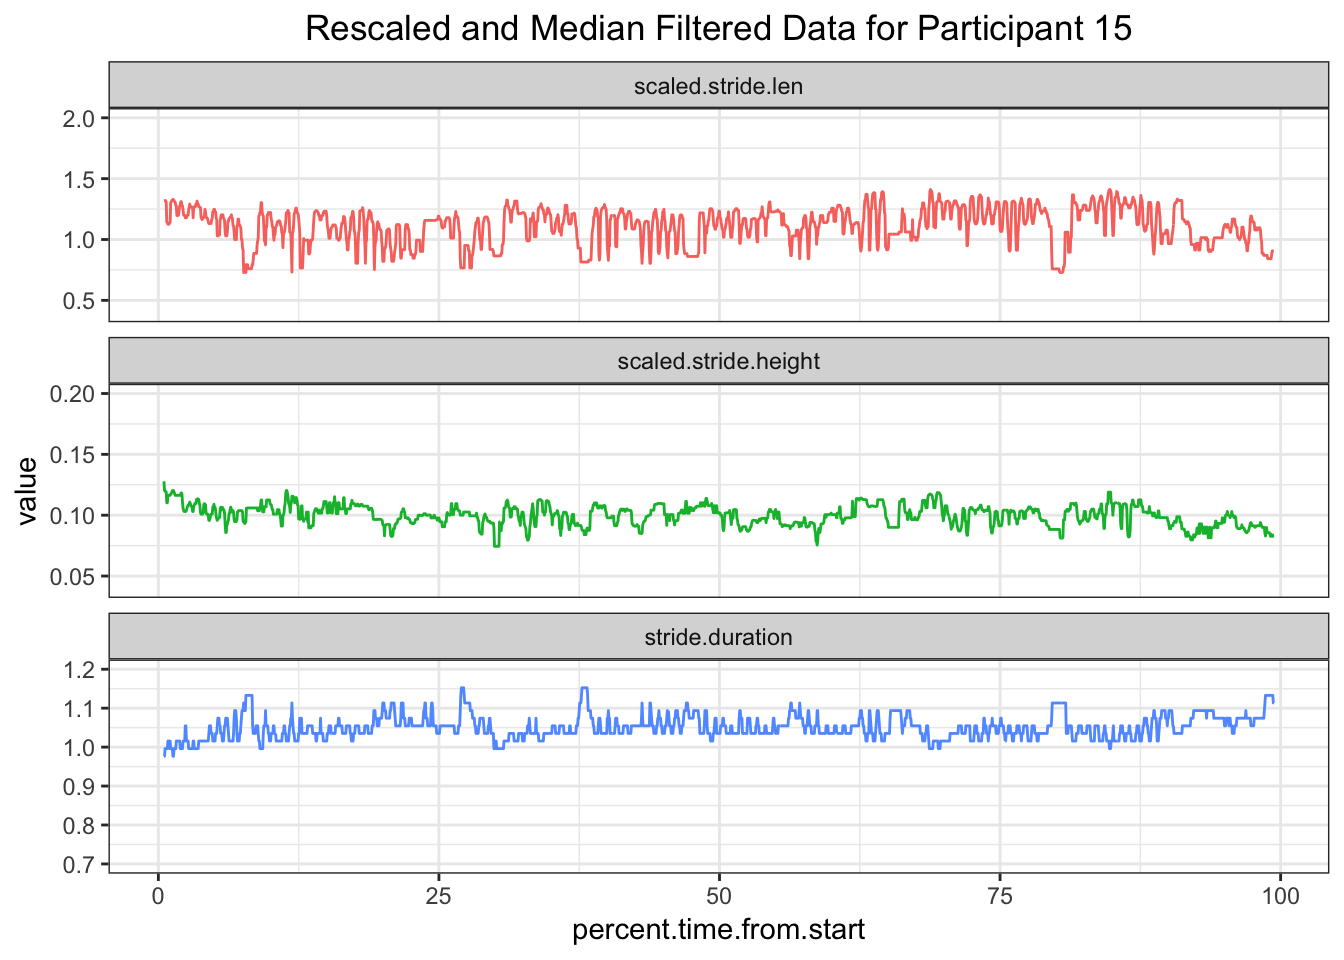 Rescaled and Median Filtered Data for Participant 15
scaled.stride.len
2.0
1.5
1.0
0.5
scaled.stride.height
0.20
0.15
0.10
0.05
value
stride.duration
1.2
1.1
1.0
0.9
0.8
0.7
0 25 50 75 100
percent.time.from.start